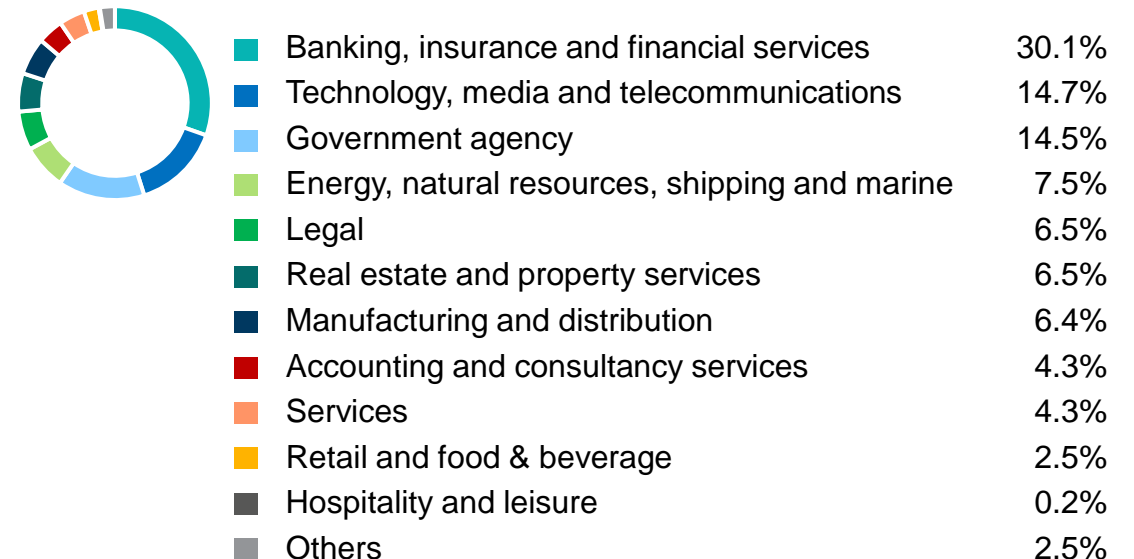 Banking, insurance and financial services 30.1%
Technology, media and telecommunications 14.7%
Government agency 14.5%
Energy, natural resources, shipping and marine 7.5%
Legal 6.5%
Real estate and property services 6.5%
Manufacturing and distribution 6.4%
Accounting and consultancy services 4.3%
Services 4.3%
Retail and food & beverage 2.5%
Hospitality and leisure 0.2%
Others 2.5%